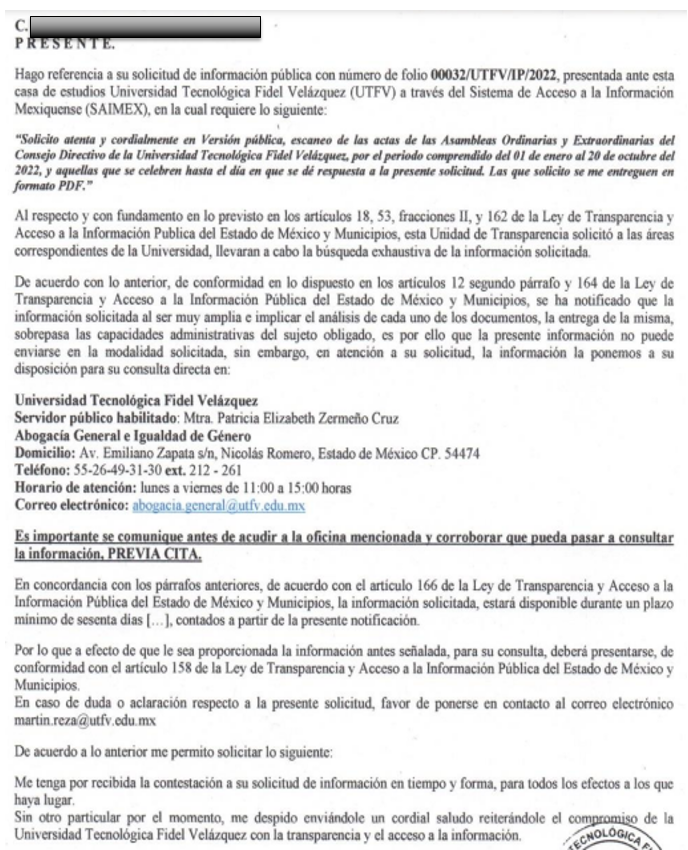 C.
PRESENTE.
Hago referencia a su solicitud de información pública con número de folio 00032/UTFV/IP/2022, presentada ante esta
casa de estudios Universidad Tecnológica Fidel Velázquez (UTFV) a través del Sistema de Acceso a la Información
Mexiquense (SAIMEX), en la cual requiere lo siguiente:
"Solicito atenta y cordialmente en Versión pública, escaneo de las actas de las Asambleas Ordinarias y Extraordinarias del
Consejo Directivo de la Universidad Tecnológica Fidel Velázquez, por el periodo comprendido del 01 de enero al 20 de octubre del
2022, y aquellas que se celebren hasta el día en que se dé respuesta a la presente solicitud. Las que solicito se me entreguen en
formato PDF."
Al respecto y con fundamento en lo previsto en los artículos 18, 53, fracciones II, y 162 de la Ley de Transparencia y
Acceso a la Información Publica del Estado de México y Municipios, esta Unidad de Transparencia solicitó a las áreas
correspondientes de la Universidad, llevaran a cabo la búsqueda exhaustiva de la información solicitada.
De acuerdo con lo anterior, de conformidad en lo dispuesto en los artículos 12 segundo párrafo y 164 de la Ley de
Transparencia y Acceso a la Información Pública del Estado de México y Municipios, se ha notificado que la
información solicitada al ser muy amplia e implicar el análisis de cada uno de los documentos, la entrega de la misma,
sobrepasa las capacidades administrativas del sujeto obligado, es por ello que la presente información no puede
enviarse en la modalidad solicitada, sin embargo, en atención a su solicitud, la información la ponemos a su
disposición para su consulta directa en:
Universidad Tecnológica Fidel Velázquez
Servidor público habilitado: Mtra. Patricia Elizabeth Zermeño Cruz
Abogacía General e Igualdad de Género
Domicilio: Av. Emiliano Zapata s/n, Nicolás Romero, Estado de México CP. 54474
Teléfono: 55-26-49-31-30 ext. 212 - 261
Horario de atención: lunes a viernes de 11:00 a 15:00 horas
Correo electrónico: abogacia.general@utfv.edu.mx
Es importante se comunique antes de acudir a la oficina mencionada y corroborar que pueda pasar a consultar
la información, PREVIA CITA.
En concordancia con los párrafos anteriores, de acuerdo con el artículo 166 de la Ley de Transparencia y Acceso a la
Información Pública del Estado de México y Municipios, la información solicitada, estará disponible durante un plazo
mínimo de sesenta días [...], contados a partir de la presente notificación.
Por lo que a efecto de que le sea proporcionada la información antes señalada, para su consulta, deberá presentarse, de
conformidad con el artículo 158 de la Ley de Transparencia y Acceso a la Información Pública del Estado de México y
Municipios.
En caso de duda o aclaración respecto a la presente solicitud, favor de ponerse en contacto al correo electrónico
martin.reza@utfv.edu.mx
De acuerdo a lo anterior me permito solicitar lo siguiente:
Me tenga por recibida la contestación a su solicitud de información en tiempo y forma, para todos los efectos a los que
haya lugar.
Sin otro particular por el momento, me despido enviándole un cordial saludo reiterándole el compromiso de la
Universidad Tecnológica Fidel Velázquez con la transparencia y el acceso a la información.
TECNOLÓGICA